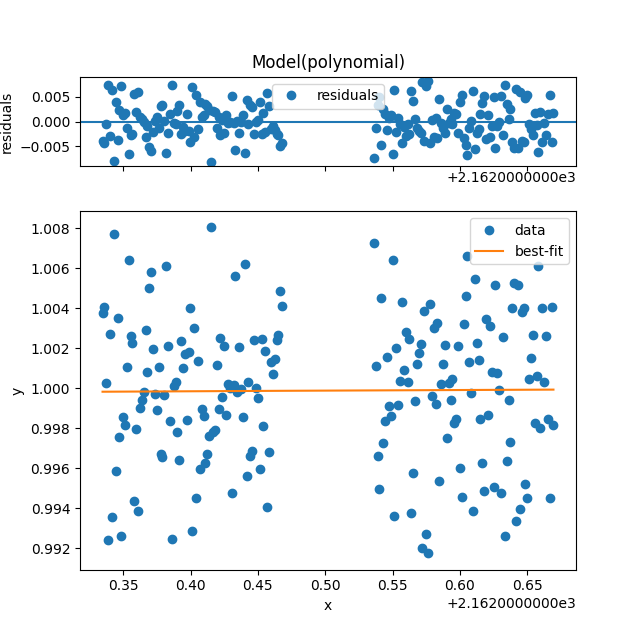 Model(polynomial)
residuals
0.005
0.000
−0.005
residuals
+2.1620000000e3
y
1.008
1.006
1.004
1.002
1.000
0.998
0.996
0.994
0.992
data
best-fit
0.35
0.40
0.45
0.50
0.55
0.60
0.65
x
+2.1620000000e3